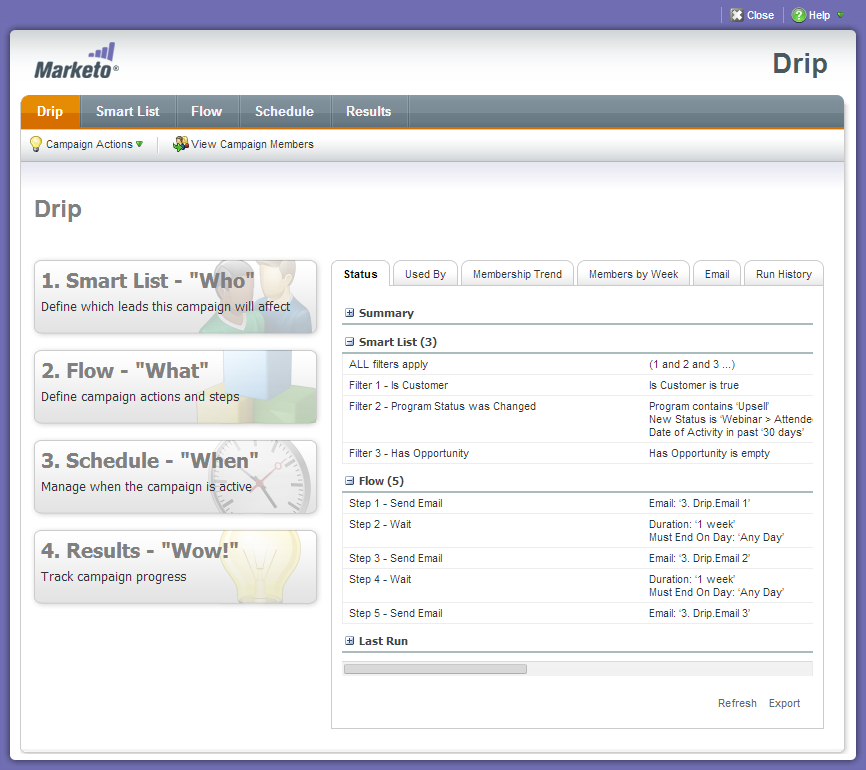 Close
Help
Marketo®
Drip
Drip
Smart List
Flow
Schedule
Results
Campaign Actions
View Campaign Members
Drip
1. Smart List - "Who"
Define which leads this campaign will affect
2. Flow - "What"
Define campaign actions and steps
3. Schedule - "When"
Manage when the campaign is active
4. Results - "Wow!"
Track campaign progress
Status
Used By
Membership Trend
Members by Week
Email
Run History
Summary
Smart List (3)
ALL filters apply (1 and 2 and 3 ...)
Filter 1 - Is Customer Is Customer is true
Filter 2 - Program Status was Changed Program contains ‘Upsell’
New Status is ‘Webinar > Attende
Date of Activity in past ‘30 days’
Filter 3 - Has Opportunity Has Opportunity is empty
Flow (5)
Step 1 - Send Email Email: ‘3. Drip.Email 1’
Step 2 - Wait Duration: ‘1 week’
Must End On Day: ‘Any Day’
Step 3 - Send Email Email: ‘3. Drip.Email 2’
Step 4 - Wait Duration: ‘1 week’
Must End On Day: ‘Any Day’
Step 5 - Send Email Email: ‘3. Drip.Email 3’
Last Run
Refresh
Export